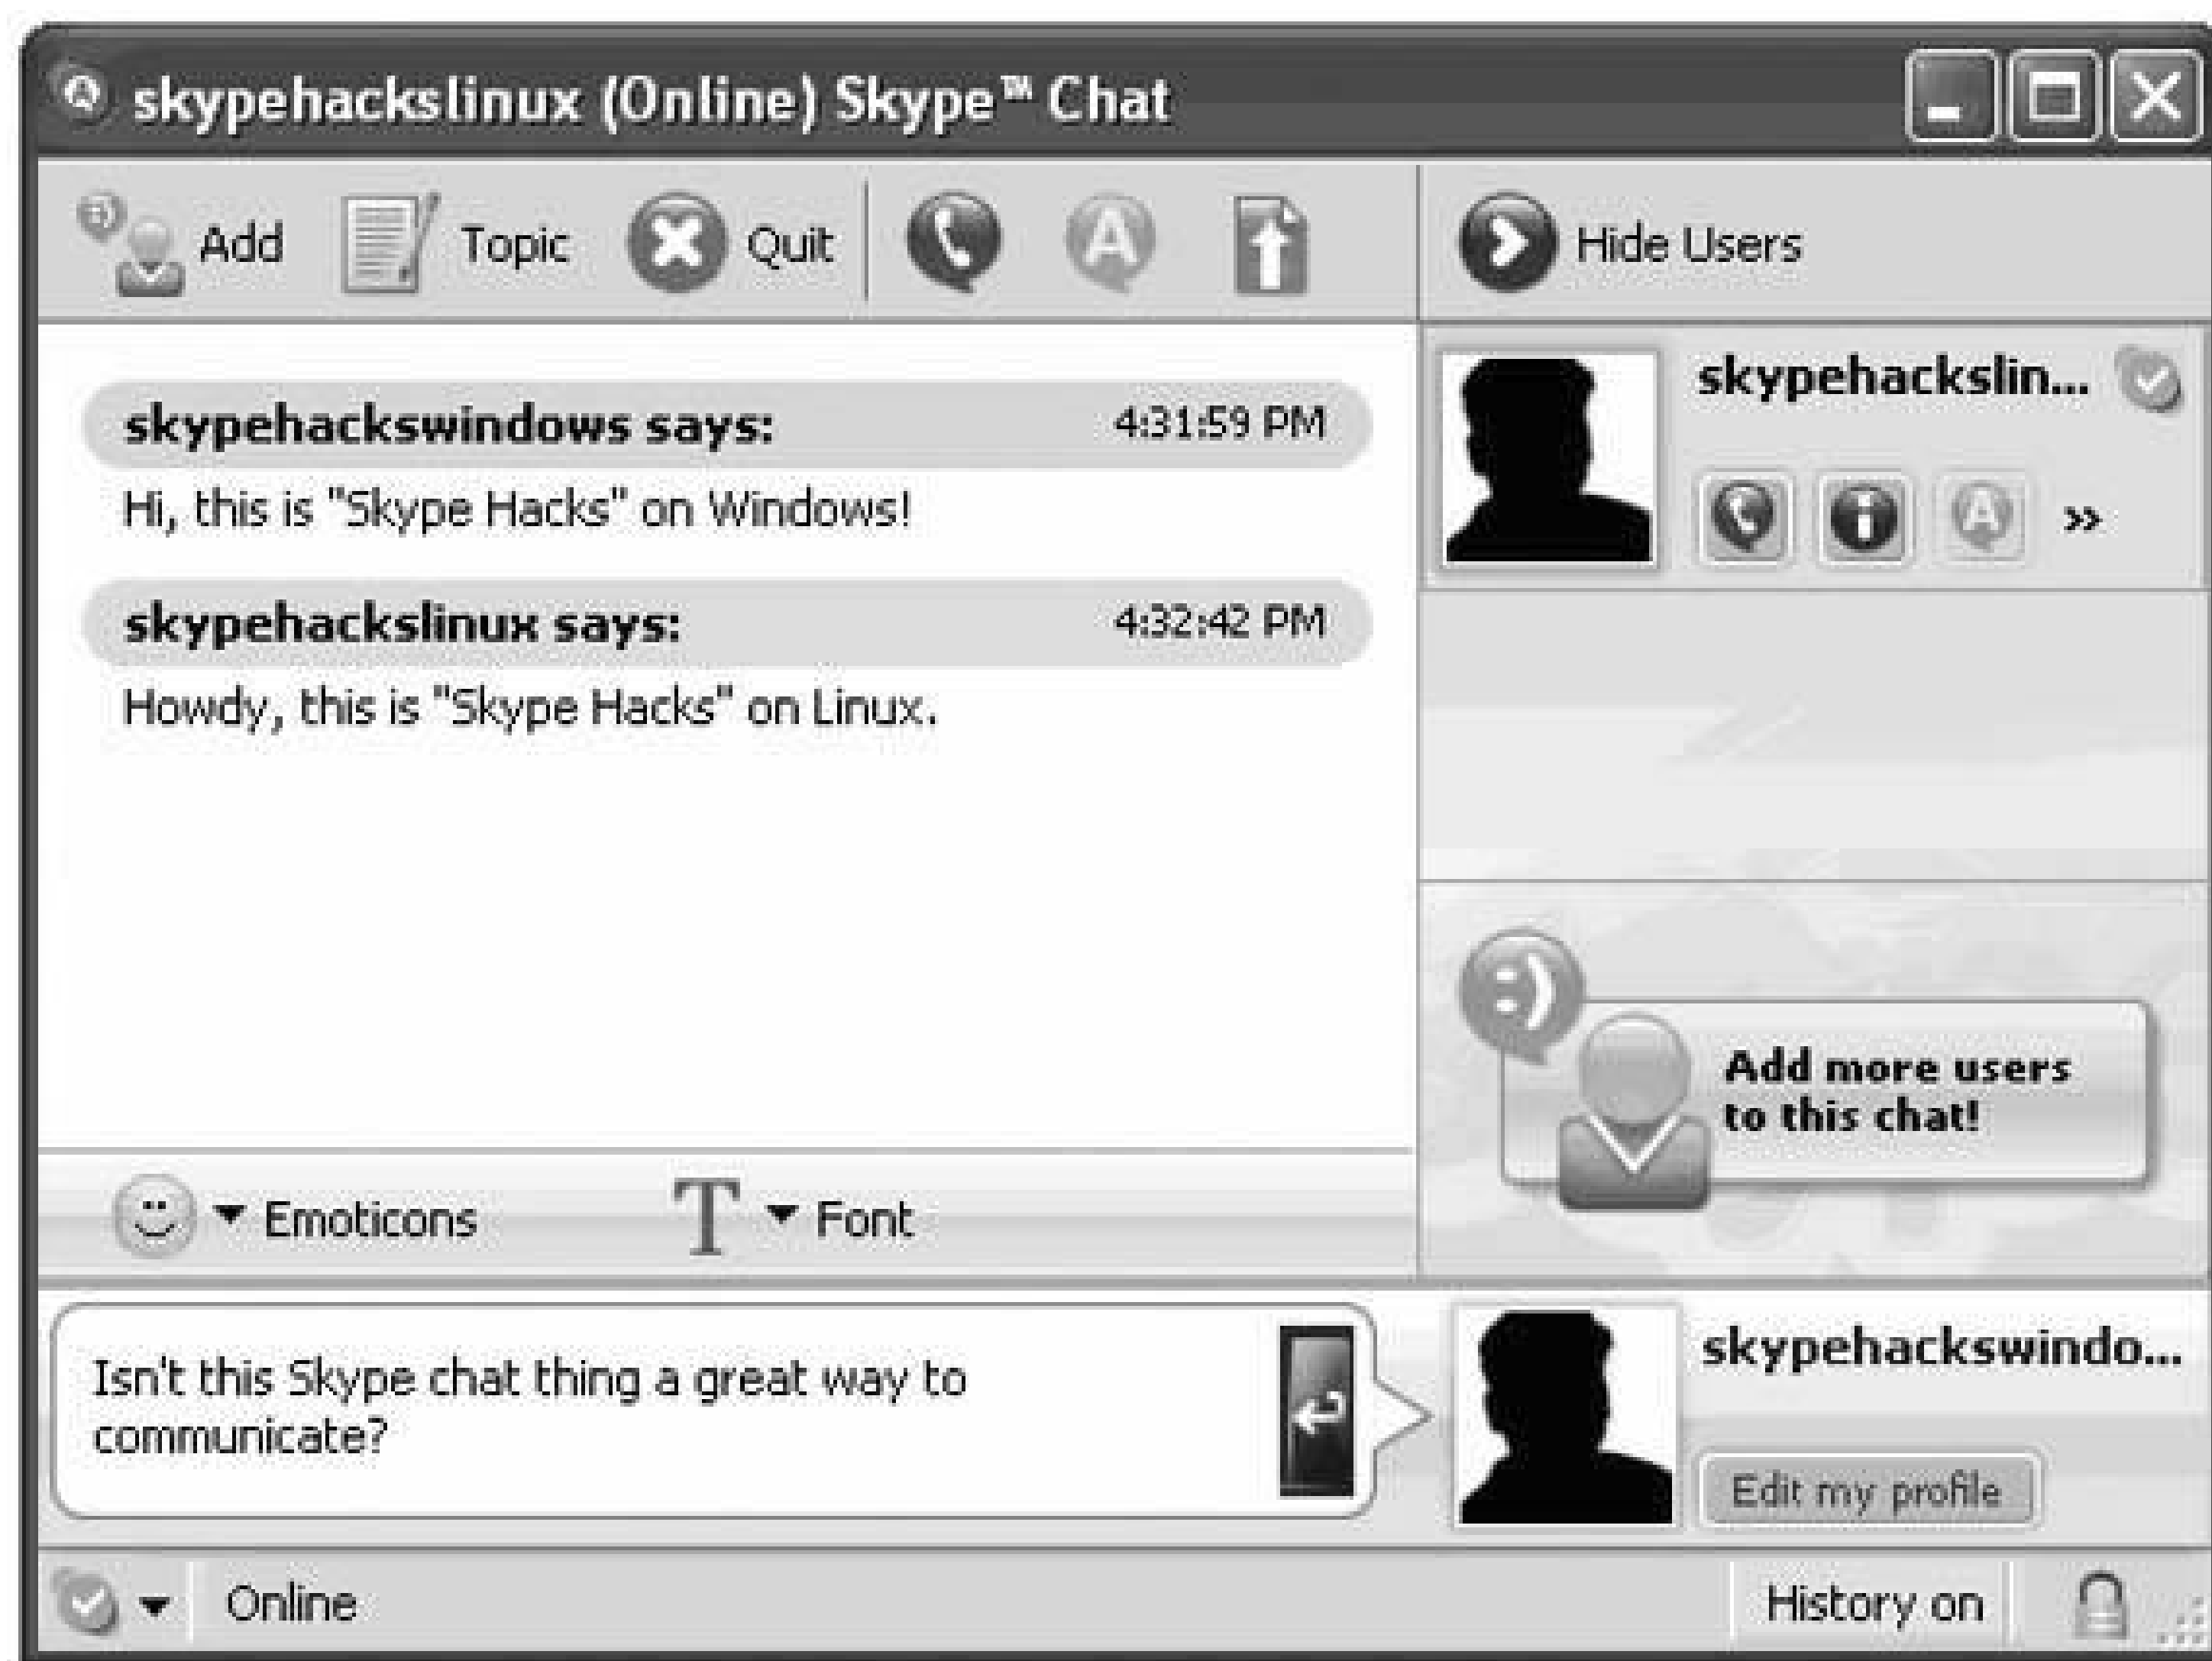 skypehackslinux (Online) Skype™ Chat
Add Topic Quit
Hide Users
skypehackswindows says: 4:31:59 PM
Hi, this is "Skype Hacks" on Windows!
skypehackslinux says: 4:32:42 PM
Howdy, this is "Skype Hacks" on Linux.
skypehackslin...
Add more users
to this chat!
Emoticons
T Font
Isn't this Skype chat thing a great way to
communicate?
skypehackswindo...
Edit my profile
Online
History on